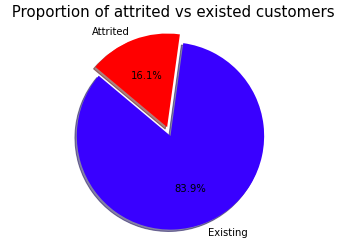 Proportion of attrited vs existed customers
Attrited
16.1%
83.9%
Existing